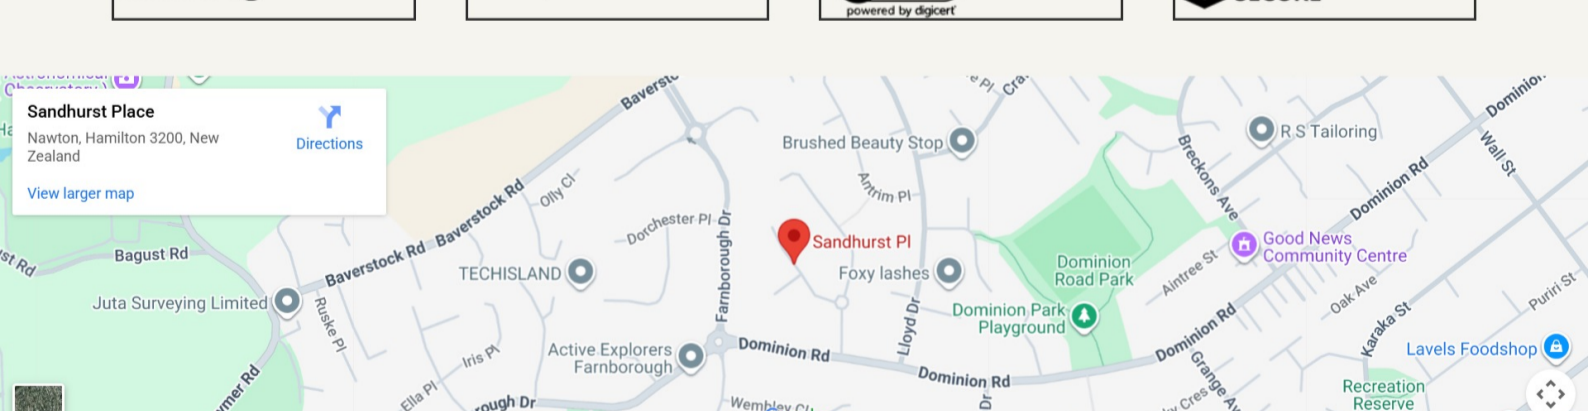 powered by digicert
Sandhurst Place
Nawton, Hamilton 3200, New
Zealand
Directions
View larger map
Baverstock Rd
Baverstock Rd
Olly Cl
Dorchester Pl
Farnborough Dr
Brushed Beauty Stop
Antrim Pl
R S Tailoring
Breckons Ave
Wall St
Dominion Rd
Bagust Rd
Sandhurst Pl
Good News
Community Centre
TECHISLAND
Foxy lashes
Dominion
Road Park
Aintree St
Oak Ave
Puriri St
Juta Surveying Limited
Ruske Pl
Lloyd Dr
Dominion Park
Playground
Dominion Rd
Karaka St
Iris Pl
Active Explorers
Farnborough
Dominion Rd
Dominion Rd
Lavels Foodshop
Ella Pl
Recreation
Reserve